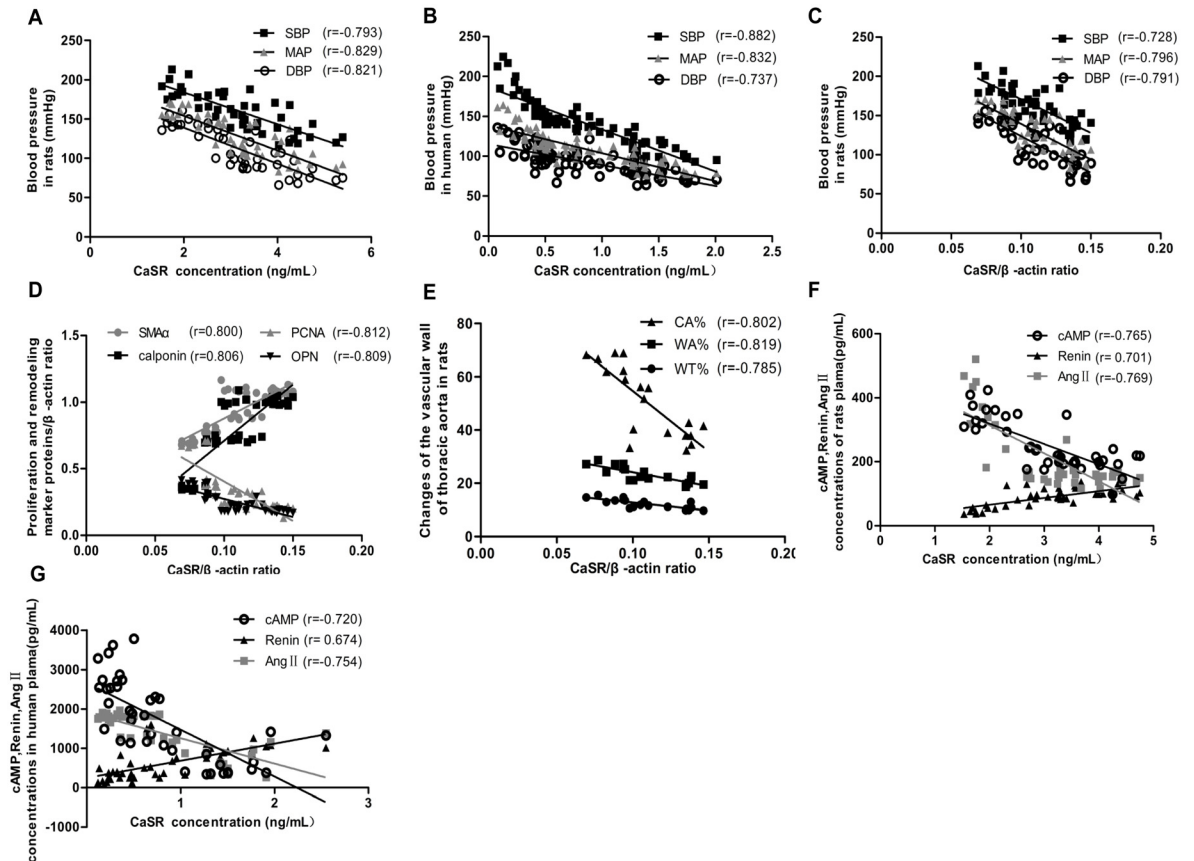 A
SBP (r=-0.793)
MAP (r=-0.829)
DBP (r=-0.821)
Blood pressure
in rats (mmHg)
250
200
150
100
50
0
0 2 4 6
CaSR concentration (ng/mL)
B
SBP (r=-0.882)
MAP (r=-0.832)
DBP (r=-0.737)
Blood pressure
in human (mmHg)
250
200
150
100
50
0
0.0 0.5 1.0 1.5 2.0 2.5
CaSR concentration (ng/mL)
C
SBP (r=-0.728)
MAP (r=-0.796)
DBP (r=-0.791)
Blood pressure
in rats (mmHg)
250
200
150
100
50
0
0.00 0.05 0.10 0.15 0.20
CaSR/β -actin ratio
D
SMAα (r=0.800) PCNA (r=-0.812)
calponin (r=0.806) OPN (r=-0.809)
Proliferation and remodeling
marker proteins/β -actin ratio
1.5
1.0
0.5
0.0
0.00 0.05 0.10 0.15 0.20
CaSR/β -actin ratio
E
CA% (r=-0.802)
WA% (r=-0.819)
WT% (r=-0.785)
Changes of the vascular wall
of thoracic aorta in rats
80
60
40
20
0
0.00 0.05 0.10 0.15 0.20
CaSR/β -actin ratio
F
cAMP (r=-0.765)
Renin (r= 0.701)
Ang Ⅱ (r=-0.769)
cAMP,Renin,Ang Ⅱ
concentrations of rats plama(pg/mL)
600
400
200
0
0 1 2 3 4 5
CaSR concentration (ng/mL)
G
cAMP (r=-0.720)
Renin (r= 0.674)
Ang Ⅱ (r=-0.754)
cAMP,Renin,Ang Ⅱ
concentrations in human plama(pg/mL)
4000
3000
2000
1000
0
-1000
1 2 3
CaSR concentration (ng/mL)